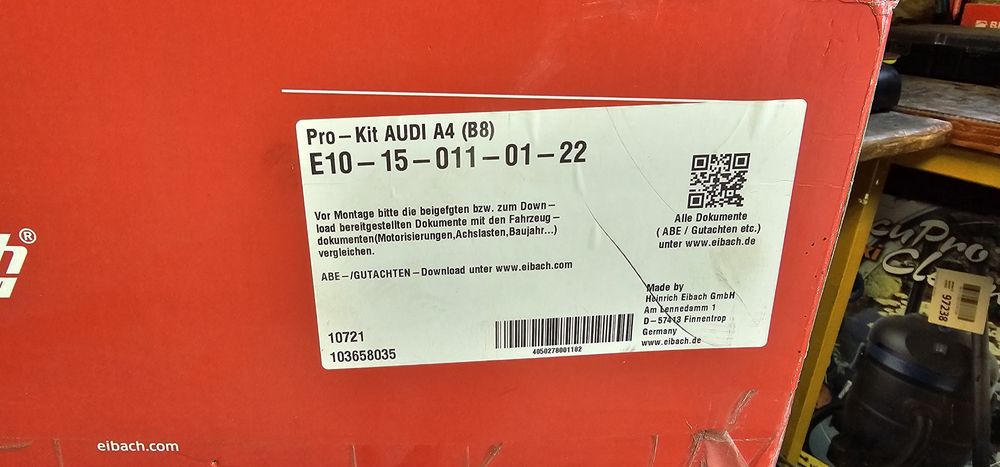 Pro-Kit AUDI A4 (B8)
E10-15-011-01-22
Vor Montage bitte die beigefgten bzw. zum Down-
load bereitgestellten Dokumente mit den Fahrzeug-
dokumenten(Motorisierungen,Achslasten,Baujahr...)
vergleichen.
ABE-/GUTACHTEN-Download unter www.eibach.com
Alle Dokumente
( ABE / Gutachten etc.)
unter www.eibach.de
Made by
Heinrich Eibach GmbH
Am Lennedamm 1
D-57413 Finnentrop
Germany
www.eibach.de
10721
103658035
4050278001182
h®
eibach.com
97238